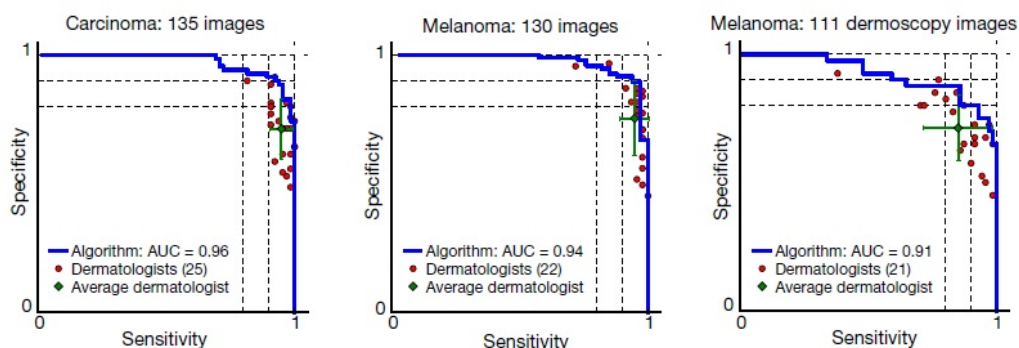 Carcinoma: 135 images
1
Specificity
Algorithm: AUC = 0.96
Dermatologists (25)
Average dermatologist
0
0
1
Sensitivity
Melanoma: 130 images
1
Specificity
Algorithm: AUC = 0.94
Dermatologists (22)
Average dermatologist
0
0
1
Sensitivity
Melanoma: 111 dermoscopy images
1
Specificity
Algorithm: AUC = 0.91
Dermatologists (21)
Average dermatologist
0
0
1
Sensitivity